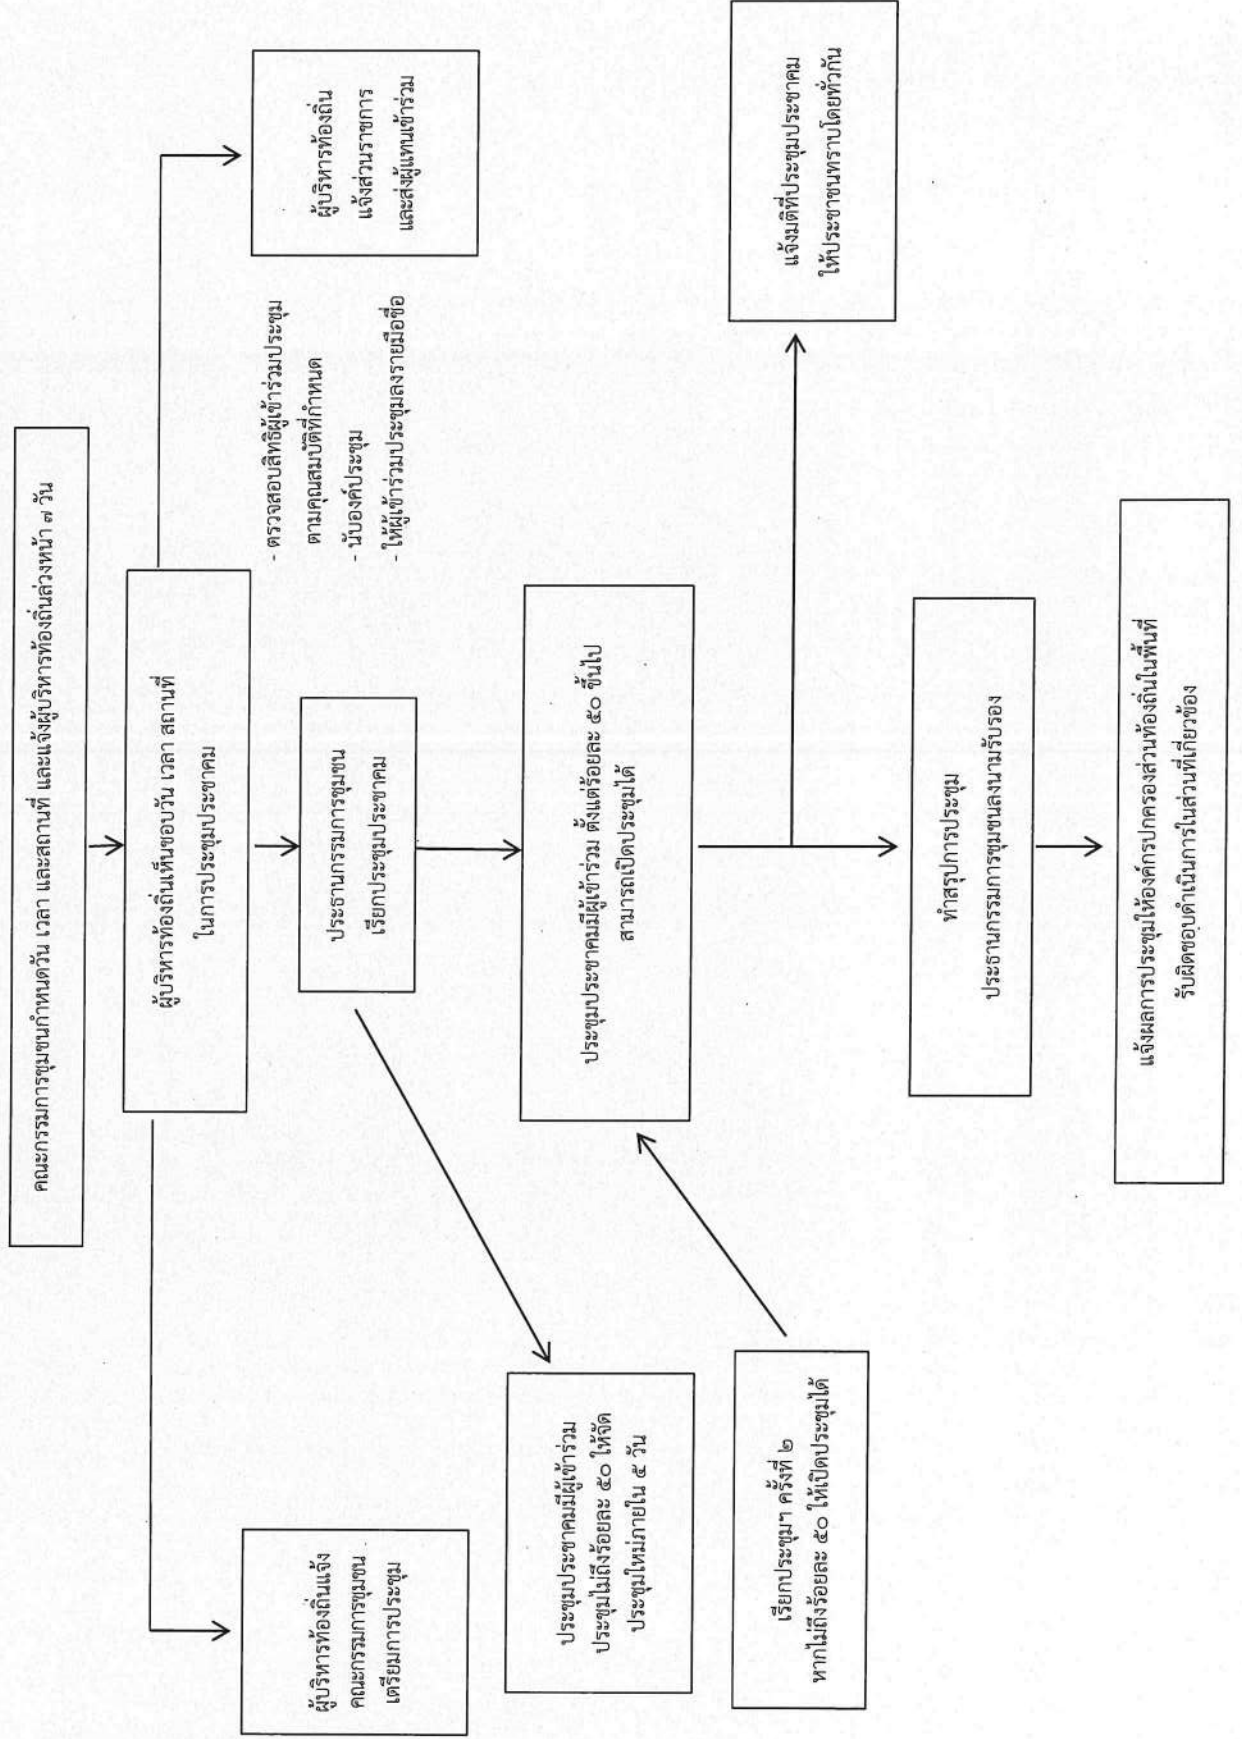 คณะกรรมการชุมชนกำหนดวัน เวลา และสถานที่ และแจ้งผู้บริหารท้องถิ่นล่วงหน้า ๗ วัน
ผู้บริหารท้องถิ่นเห็นชอบวัน เวลา สถานที่
ในการประชุมประชาคม
ผู้บริหารท้องถิ่นแจ้ง
คณะกรรมการชุมชน
เตรียมการประชุม
ประธานกรรมการชุมชน
เรียกประชุมประชาคม
- ตรวจสอบสิทธิผู้เข้าร่วมประชุม
ตามคุณสมบัติที่กำหนด
- นับองค์ประชุม
- ให้ผู้เข้าร่วมประชุมลงรายมือชื่อ
ผู้บริหารท้องถิ่น
แจ้งส่วนราชการ
และส่งผู้แทนเข้าร่วม
ประชุมประชาคมมีผู้เข้าร่วม
ประชุมไม่ถึงร้อยละ ๕๐ ให้จัด
ประชุมใหม่ภายใน ๕ วัน
ประชุมประชาคมมีผู้เข้าร่วม ตั้งแต่ร้อยละ ๕๐ ขึ้นไป
สามารถเปิดประชุมได้
เรียกประชุมฯ ครั้งที่ ๒
หากไม่ถึงร้อยละ ๕๐ ให้เปิดประชุมได้
แจ้งมติที่ประชุมประชาคม
ให้ประชาชนทราบโดยทั่วกัน
ทำสรุปการประชุม
ประธานกรรมการชุมชนลงนามรับรอง
แจ้งผลการประชุมให้องค์กรปกครองส่วนท้องถิ่นในพื้นที่
รับผิดชอบดำเนินการในส่วนที่เกี่ยวข้อง